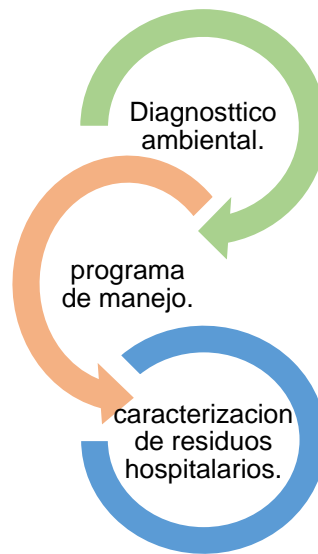 Diagnosttico
ambiental.
programa
de manejo.
caracterizacion
de residuos
hospitalarios.